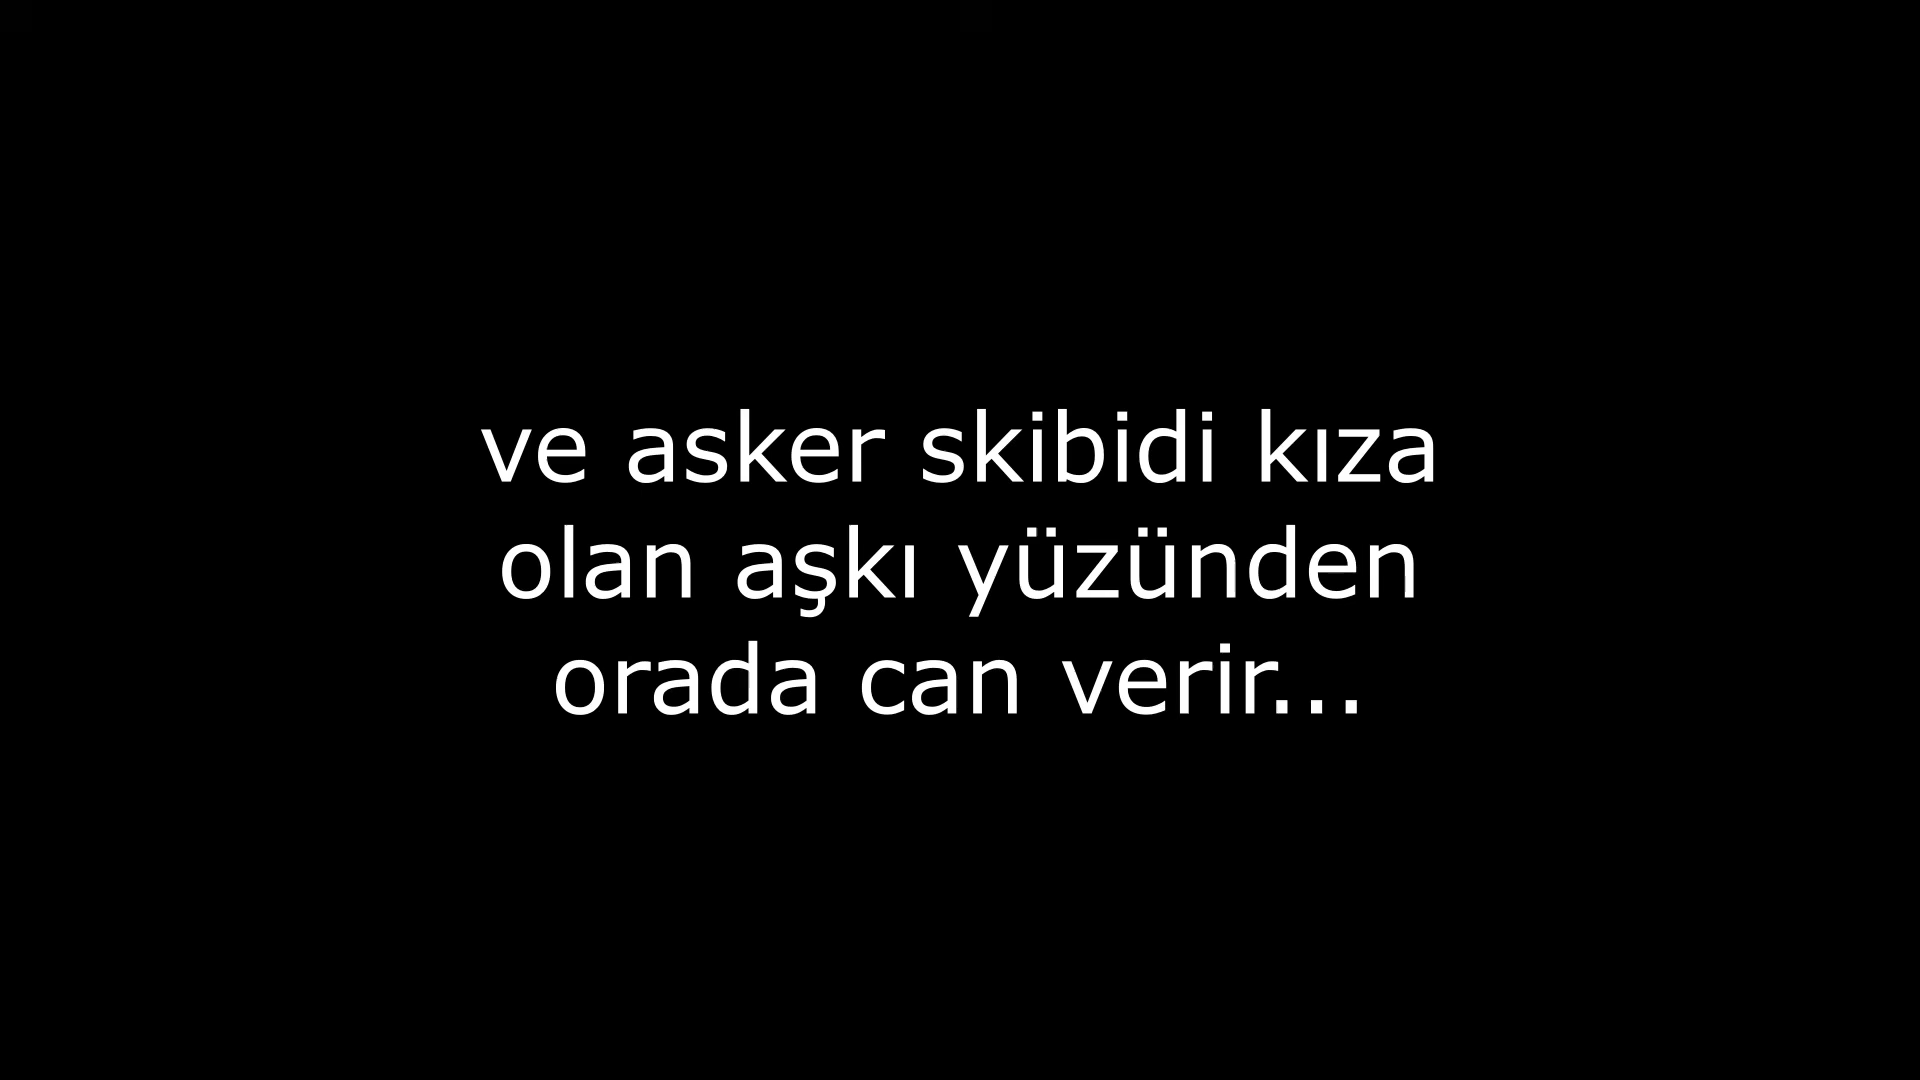 ve asker skibidi kıza
olan aşkı yüzünden
orada can verir...